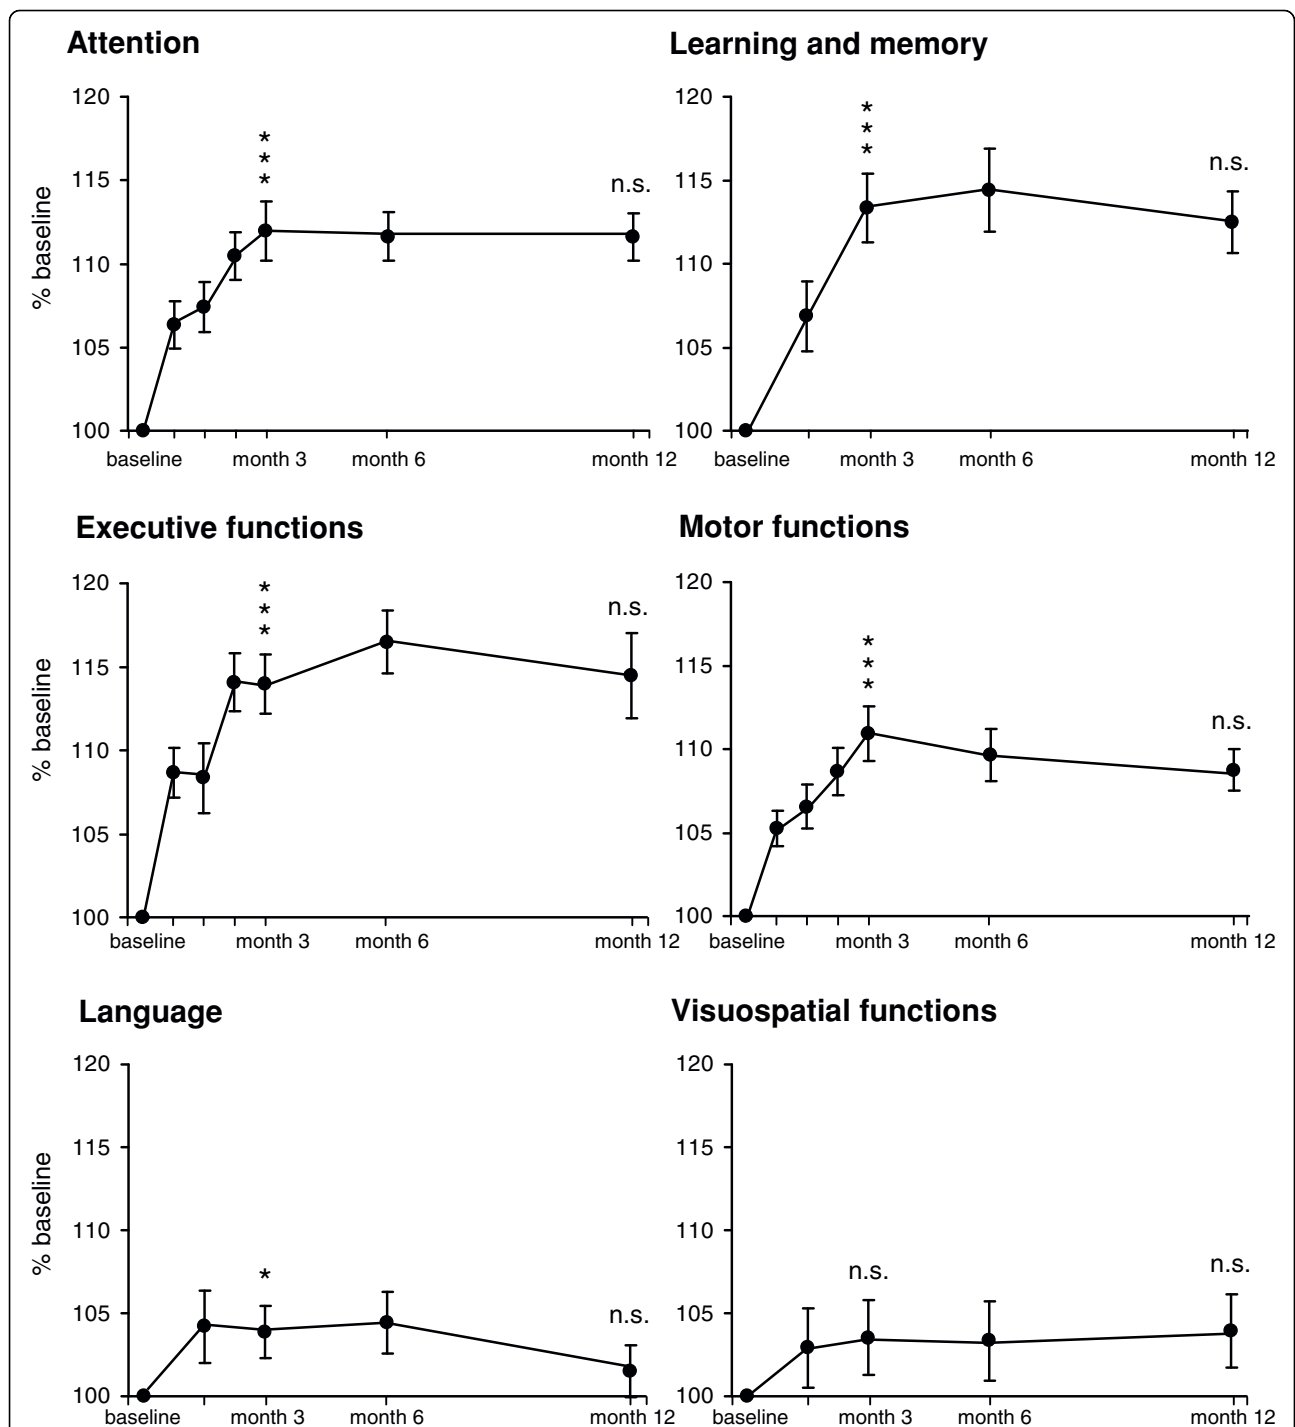 Attention
120
*
*
*
n.s.
115
% baseline
110
105
100
baseline month 3 month 6 month 12
Learning and memory
120
*
*
*
n.s.
115
110
105
100
baseline month 3 month 6 month 12
Executive functions
120
*
*
*
n.s.
115
% baseline
110
105
100
baseline month 3 month 6 month 12
Motor functions
120
*
*
*
115
n.s.
110
105
100
baseline month 3 month 6 month 12
Language
120
115
% baseline
110
*
n.s.
105
100
baseline month 3 month 6 month 12
Visuospatial functions
120
115
110
n.s.
n.s.
105
100
baseline month 3 month 6 month 12